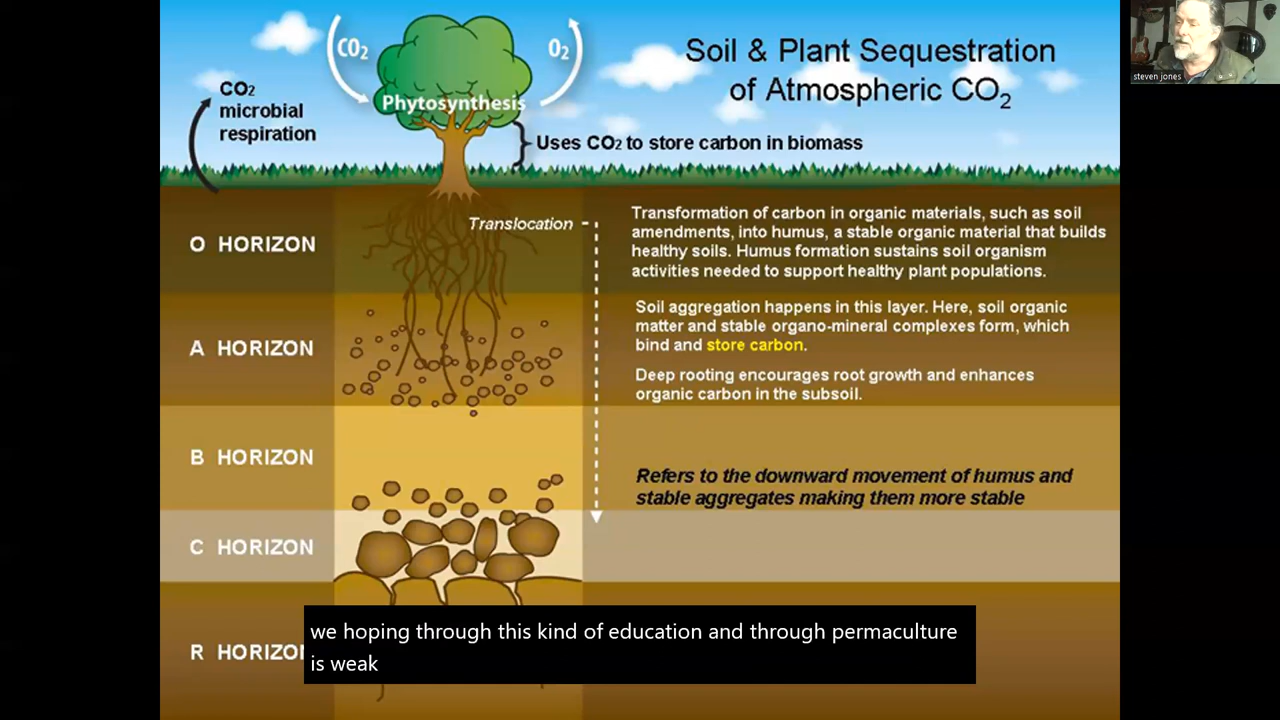 Soil & Plant Sequestration
of Atmospheric CO₂
steven jones
CO₂
O₂
Phytosynthesis
CO₂
microbial
respiration
Uses CO₂ to store carbon in biomass
Translocation
O HORIZON
Transformation of carbon in organic materials, such as soil
amendments, into humus, a stable organic material that builds
healthy soils. Humus formation sustains soil organism
activities needed to support healthy plant populations.
A HORIZON
Soil aggregation happens in this layer. Here, soil organic
matter and stable organo-mineral complexes form, which
bind and store carbon.
Deep rooting encourages root growth and enhances
organic carbon in the subsoil.
B HORIZON
Refers to the downward movement of humus and
stable aggregates making them more stable
C HORIZON
R HORIZO
we hoping through this kind of education and through permaculture
is weak